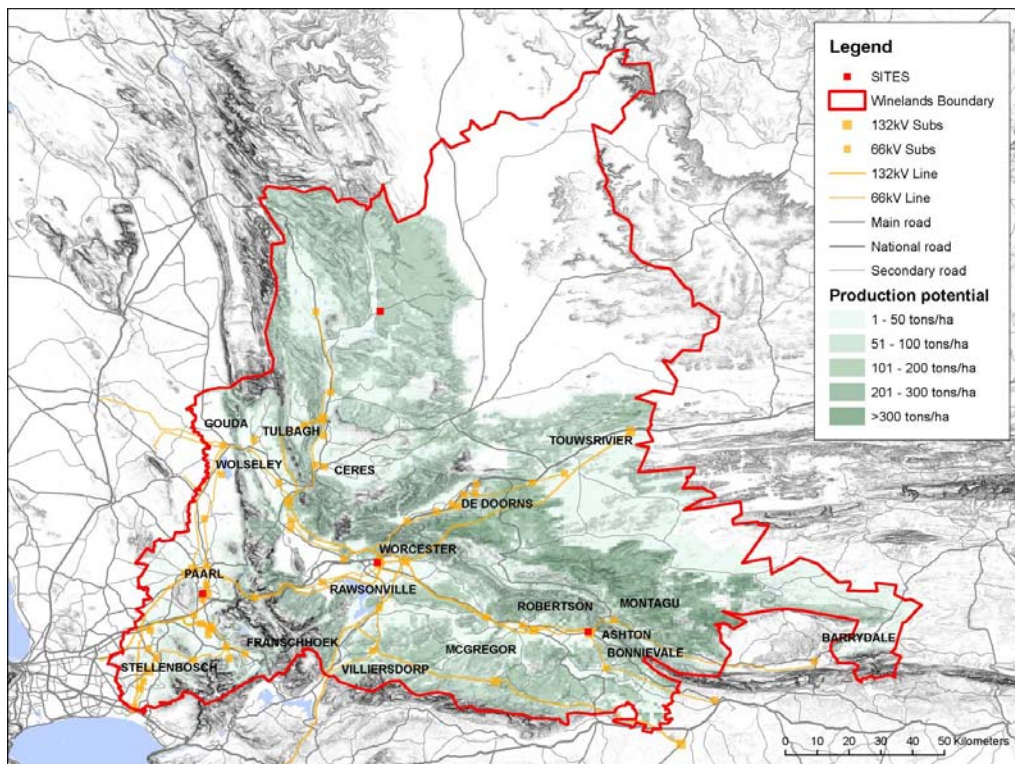 Legend
SITES
Winelands Boundary
132kV Subs
66kV Subs
132kV Line
66kV Line
Main road
National road
Secondary road
Production potential
1 - 50 tons/ha
51 - 100 tons/ha
101 - 200 tons/ha
201 - 300 tons/ha
>300 tons/ha
GOUDA
TULBAGH
TOUWSRIVIER
WOLSELEY
CERES
DE DOORNS
WORCESTER
PAARL
RAWSONVILLE
ROBERTSON
MONTAGU
FRANSCHHOEK
MCGREGOR
ASHTON
BARRYDALE
BONNIEVALE
STELLENBOSCH
VILLIERSDORP
0 10 20 30 40 50 Kilometers